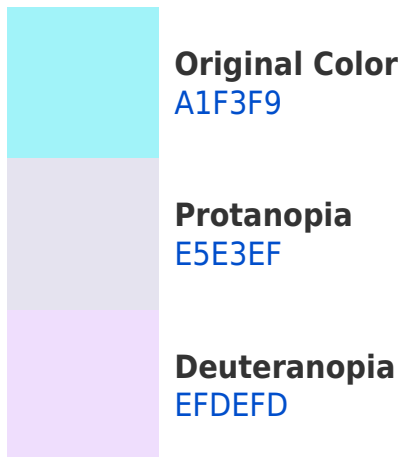 Original Color
A1F3F9
Protanopia
E5E3EF
Deuteranopia
EFDEFD